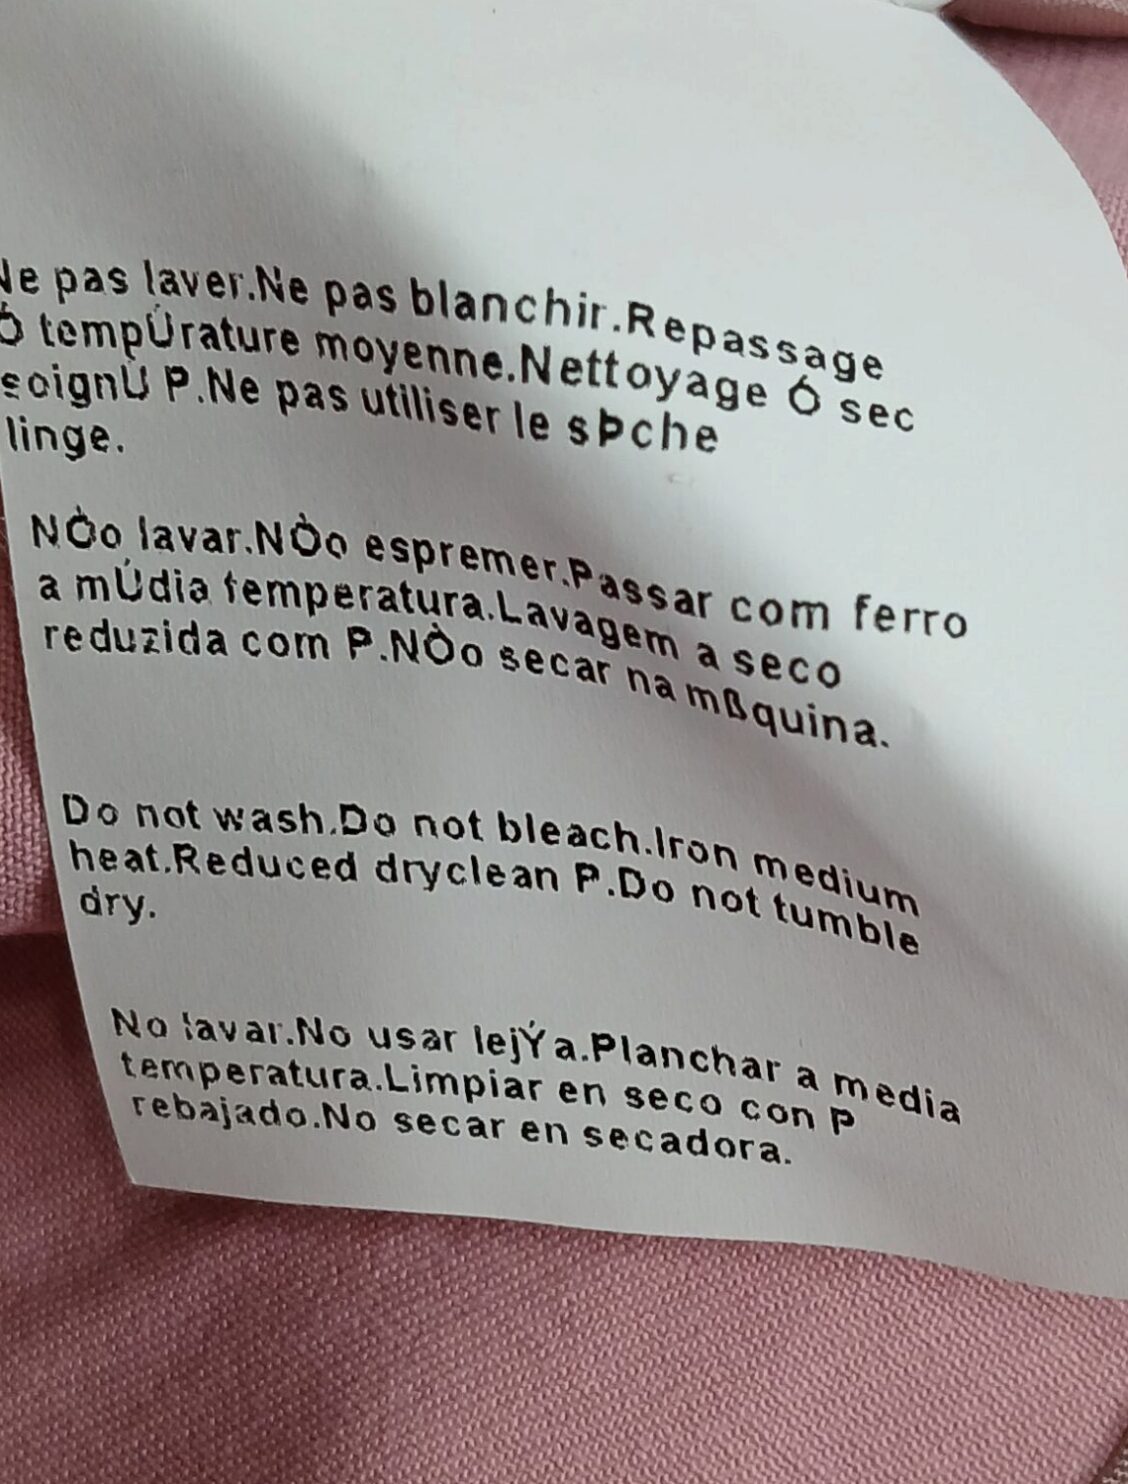 Ne pas laver.Ne pas blanchir.Repassage
Ó tempÚrature moyenne.Nettoyage Ó sec
soignÚ P.Ne pas utiliser le sÞche
linge.
NÒo lavar.NÒo espremer.Passar com ferro
a mÚdia temperatura.Lavagem a seco
reduzida com P.NÒo secar na mßquina.
Do not wash.Do not bleach.Iron medium
heat.Reduced dryclean P.Do not tumble
dry.
No lavar.No usar lejÝa.Planchar a media
temperatura.Limpiar en seco con P
rebajado.No secar en secadora.